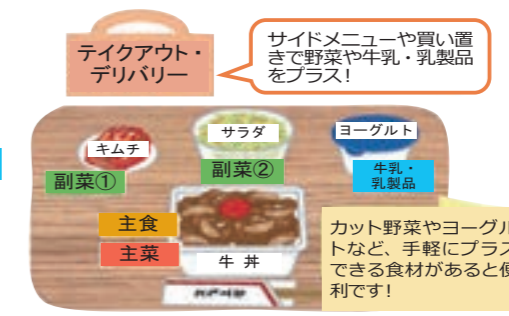 テイクアウト・
デリバリー
サイドメニューや買い置
きで野菜や牛乳・乳製品
をプラス!
キムチ
サラダ
ヨーグルト
副菜①
副菜②
牛乳・
乳製品
主食
主菜
牛 丼
カット野菜やヨーグル
トなど、手軽にプラス
できる食材があると便
利です!